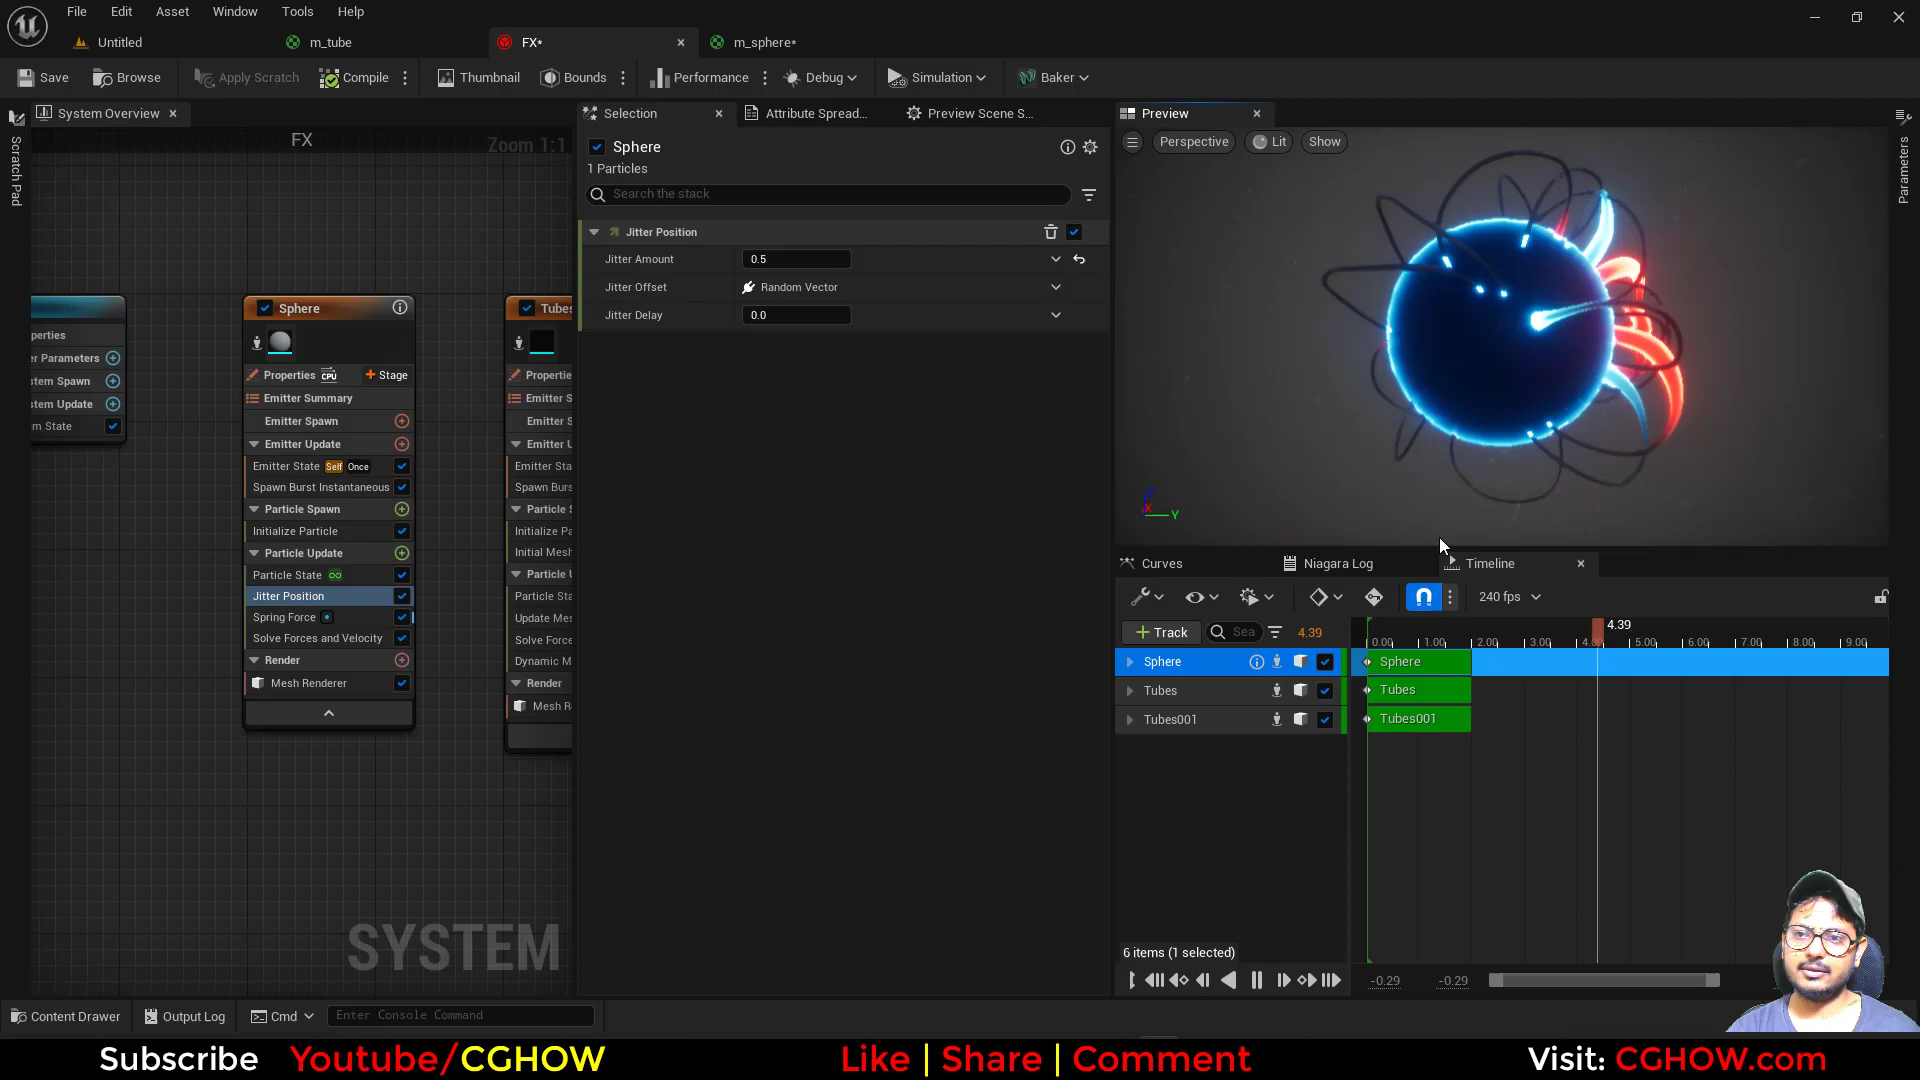 File Edit Asset Window Tools Help
Untitled m_tube FX* m_sphere*
Save Browse Apply Scratch Compile Thumbnail Bounds Performance Debug Simulation Baker
System Overview
FX
Zoom 1:1
Scratch Pad
roperties
er Parameters
stem Spawn
stem Update
em State
Sphere
Properties CPU + Stage
Emitter Summary
Emitter Spawn
Emitter Update
Emitter State Self Once
Spawn Burst Instantaneous
Particle Spawn
Initialize Particle
Particle Update
Particle State
Jitter Position
Spring Force
Solve Forces and Velocity
Render
Mesh Renderer
Tubes
Propertie
Emitter S
Emitter S
Emitter U
Emitter Sta
Spawn Burs
Particle S
Initialize Pa
Initial Mesh
Particle U
Particle Sta
Update Mes
Solve Force
Dynamic M
Render
Mesh R
SYSTEM
Selection Attribute Spread... Preview Scene S...
Sphere
1 Particles
Search the stack
Jitter Position
Jitter Amount 0.5
Jitter Offset Random Vector
Jitter Delay 0.0
Preview
Perspective Lit Show
X Y
Parameters
Curves Niagara Log Timeline
240 fps
+ Track Sea 4.39
4.39
0.00 1.00 2.00 3.00 5.00 6.00 7.00 8.00 9.00
Sphere Sphere
Tubes Tubes
Tubes001 Tubes001
6 items (1 selected)
-0.29 -0.29
Content Drawer Output Log Cmd Enter Console Command
Subscribe Youtube/CGHOW Like | Share | Comment Visit: CGHOW.com